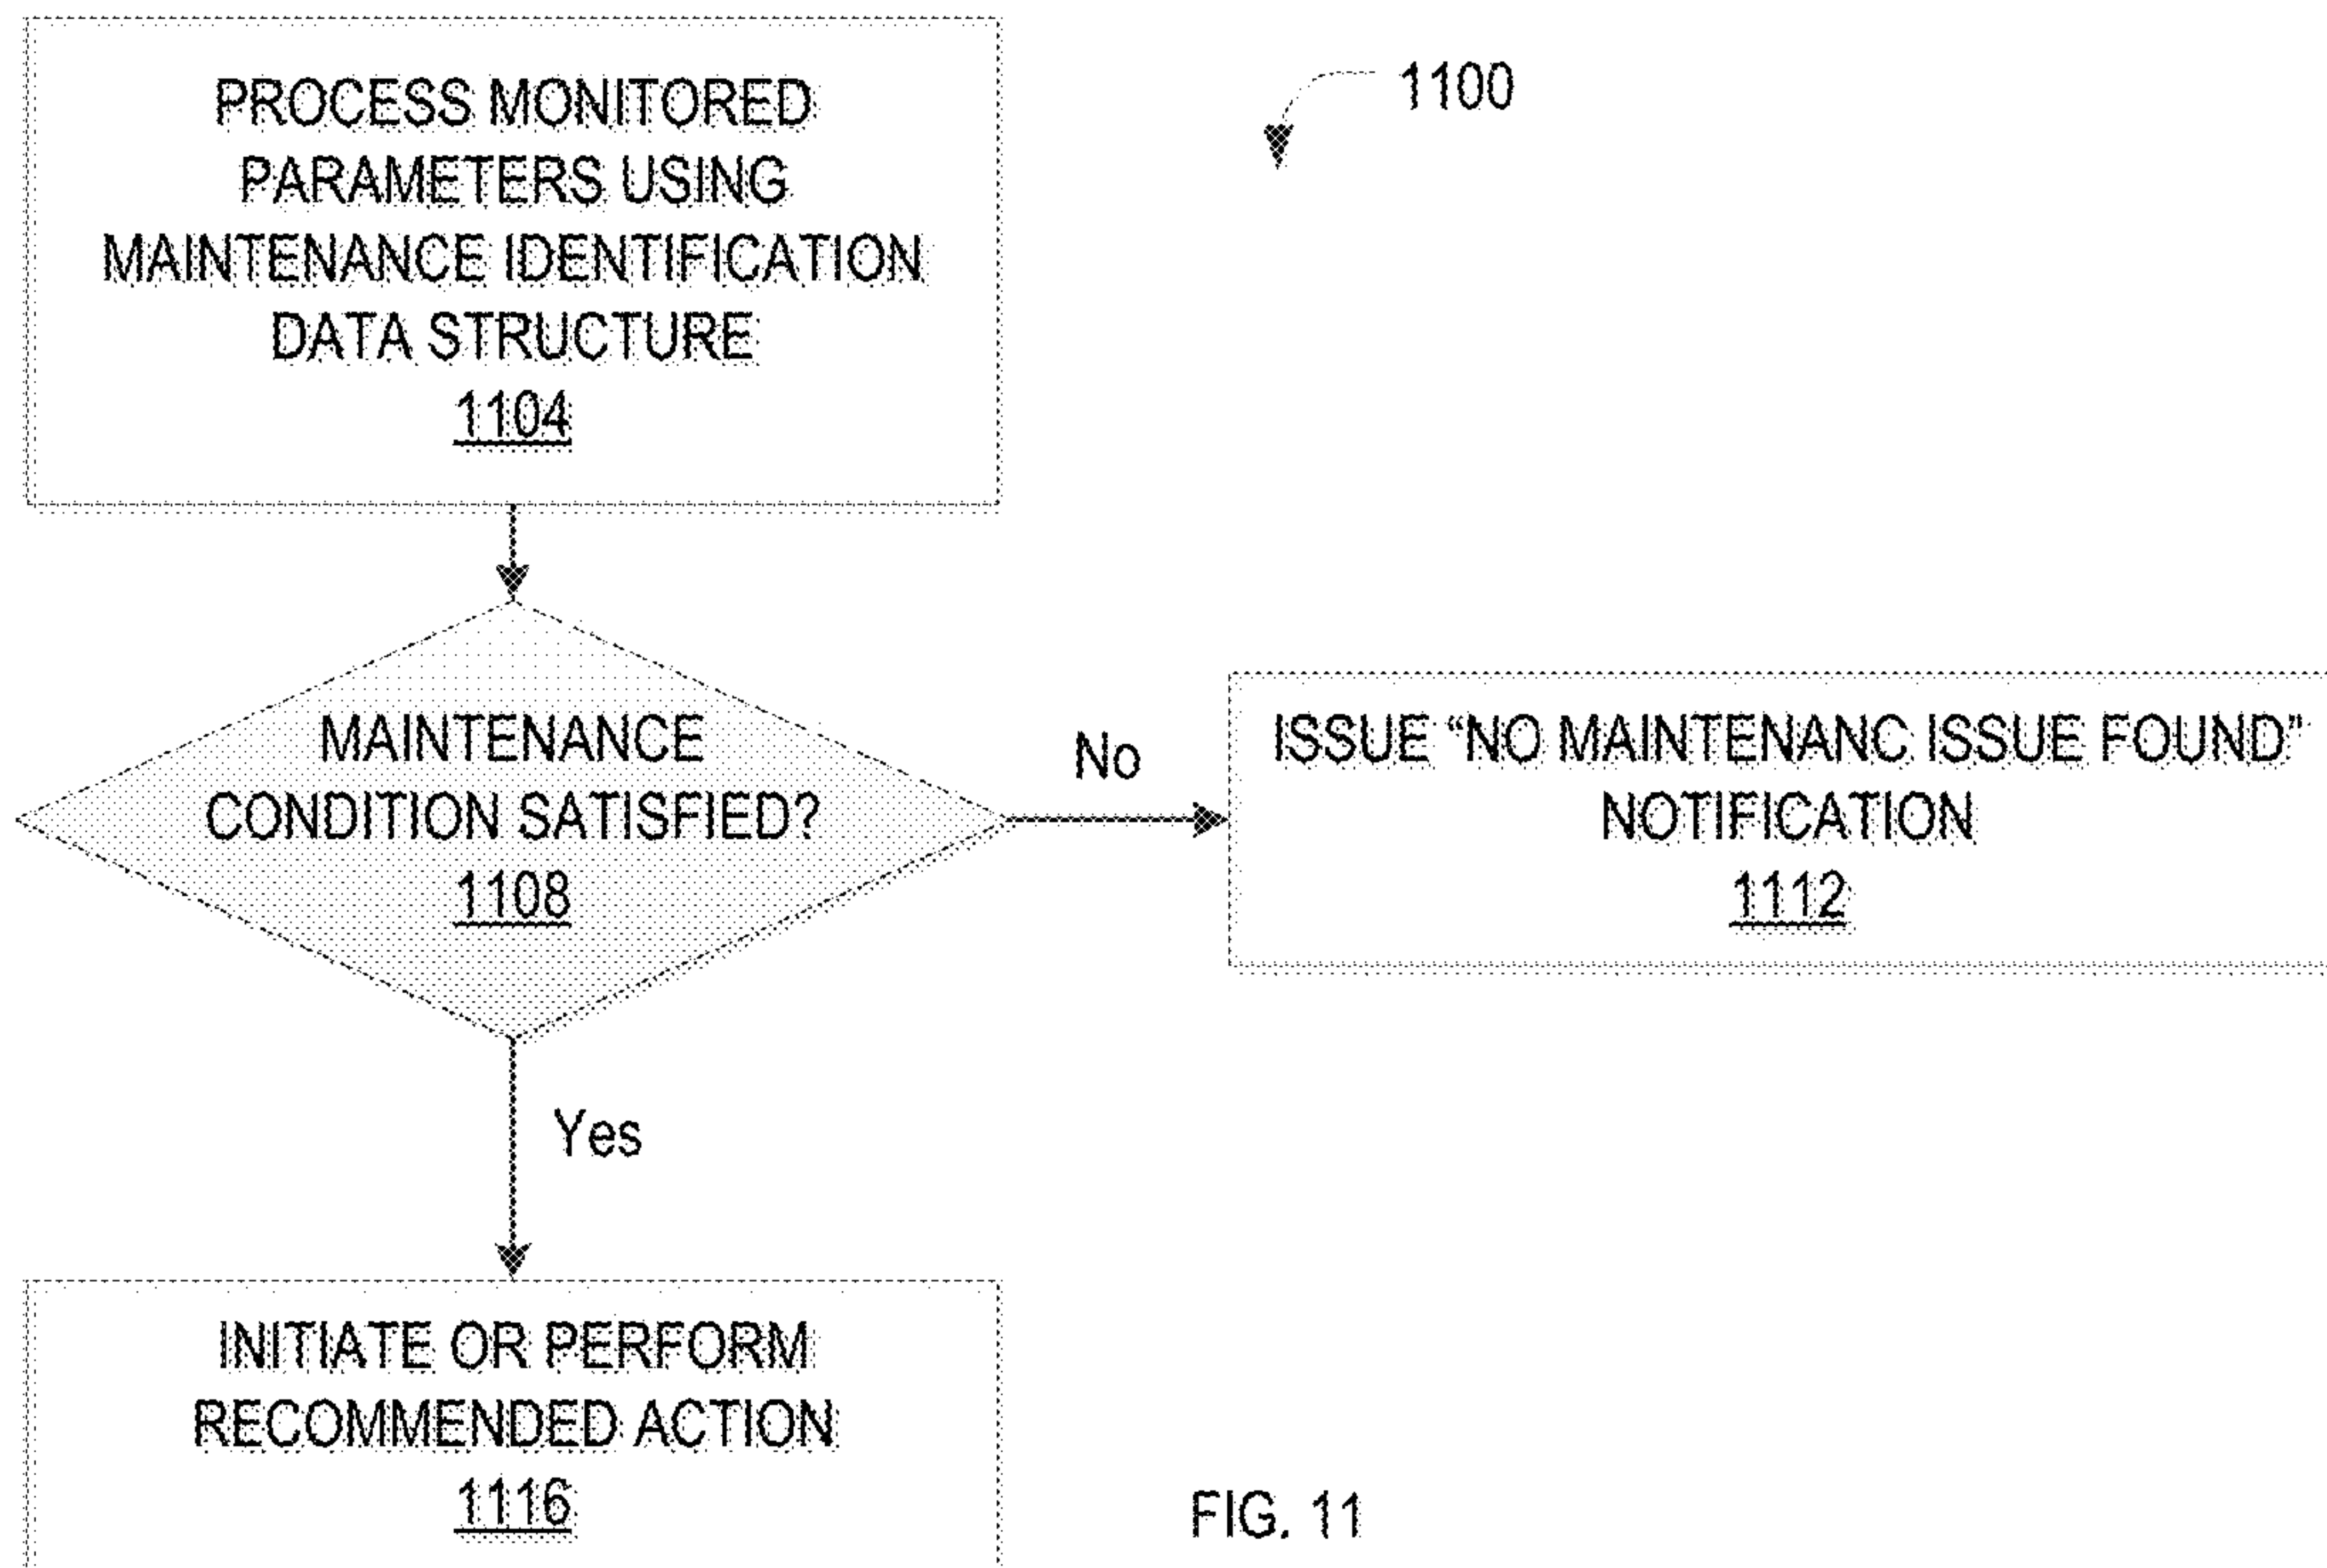 PROCESS MONITORED
PARAMETERS USING
MAINTENANCE IDENTIFICATION
DATA STRUCTURE
1104
1100
MAINTENANCE
CONDITION SATISFIED?
1108
No
ISSUE “NO MAINTENANC ISSUE FOUND”
NOTIFICATION
1112
Yes
INITIATE OR PERFORM
RECOMMENDED ACTION
1116
FIG. 11